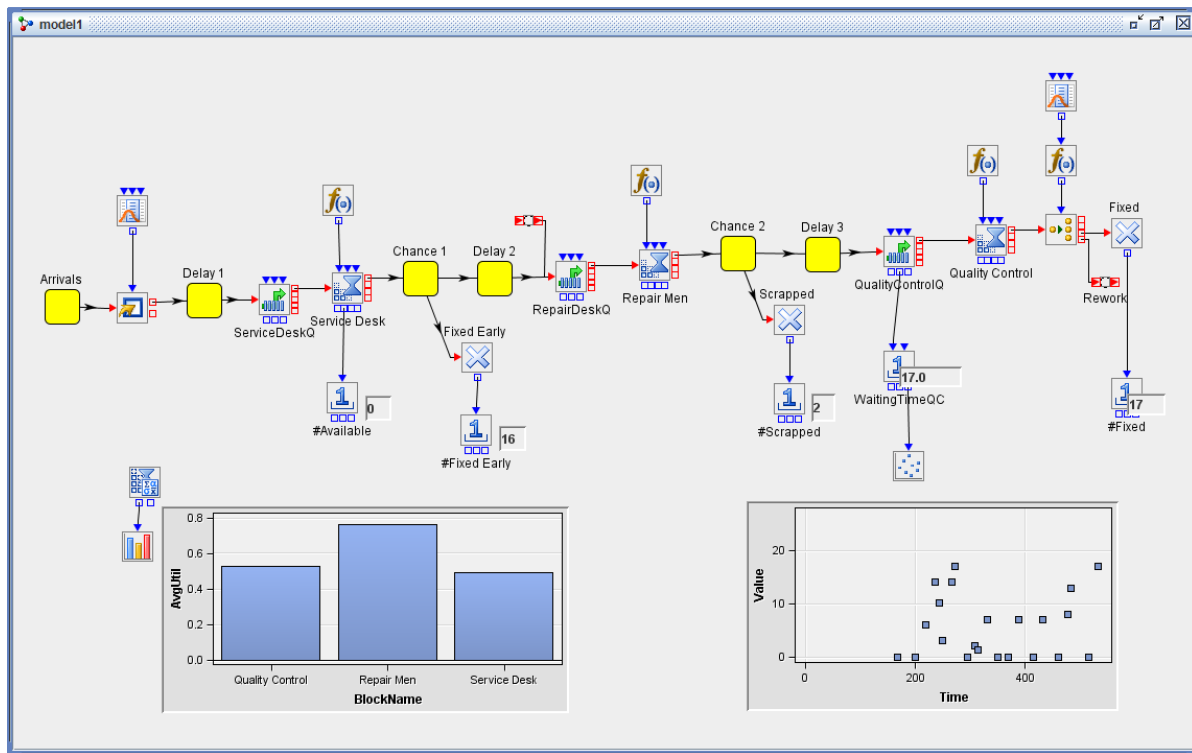 model1
Arrivals
Delay 1
ServiceDeskQ
Service Desk
#Available
0
Chance 1
Fixed Early
#Fixed Early
16
Delay 2
RepairDeskQ
Repair Men
Chance 2
Scrapped
#Scrapped
2
Delay 3
QualityControlQ
WaitingTimeQC
17.0
Quality Control
Fixed
Rework
#Fixed
17
AvgUtil
0.8
0.6
0.4
0.2
0.0
Quality Control
Repair Men
Service Desk
BlockName
Value
20
10
0
0
200
400
Time